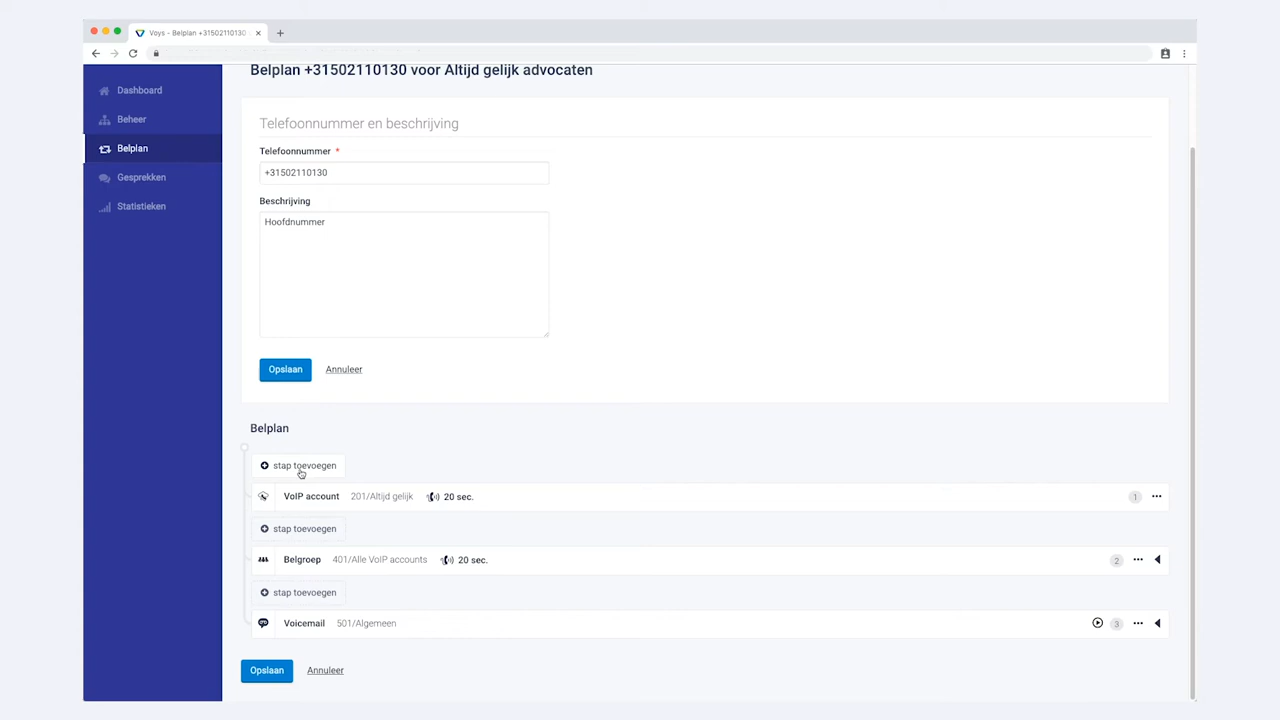 Voys - Belplan +31502110130
Belplan +31502110130 voor Altijd gelijk advocaten
Dashboard
Beheer
Belplan
Gesprekken
Statistieken
Telefoonnummer en beschrijving
Telefoonnummer *
+31502110130
Beschrijving
Hoofdnummer
Opslaan Annuleer
Belplan
stap toevoegen
VoIP account 201/Altijd gelijk 20 sec. 1
stap toevoegen
Belgroep 401/Alle VoIP accounts 20 sec. 2
stap toevoegen
Voicemail 501/Algemeen 3
Opslaan Annuleer